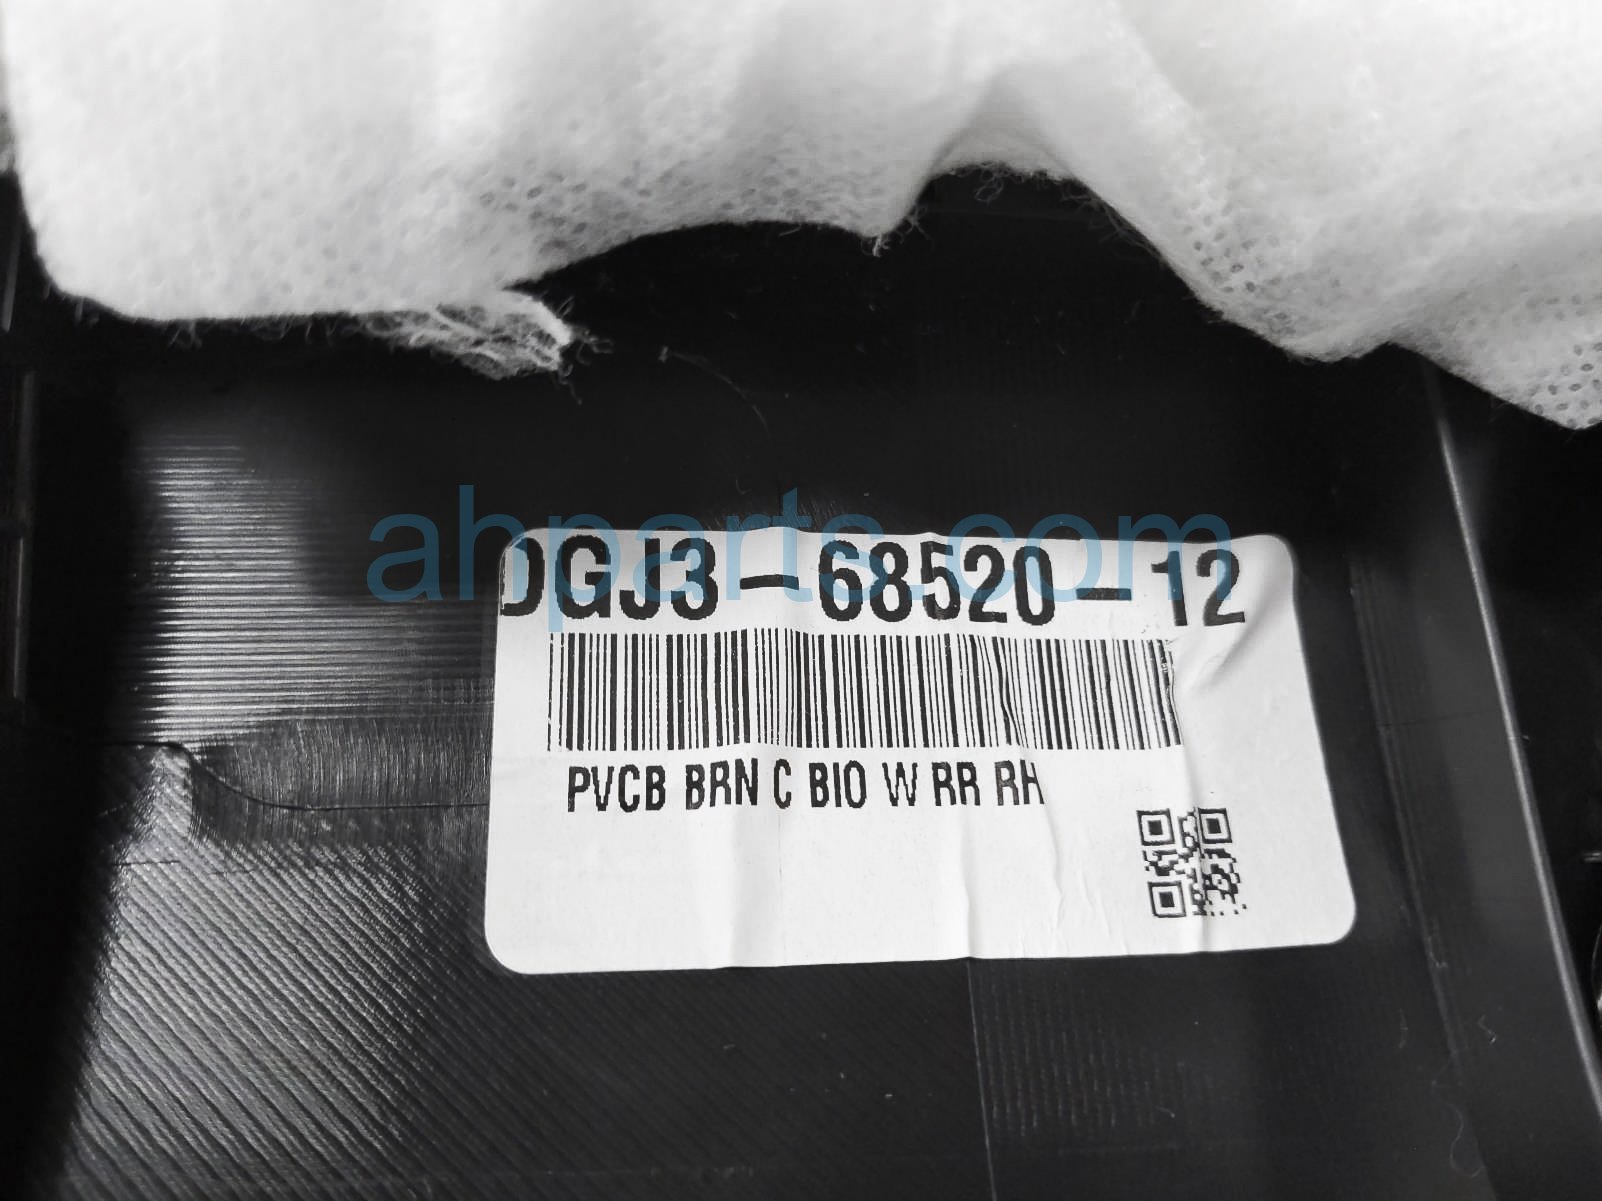 ahparts.com
DGJ3-68520-12
PVCB BRN C BIO W RR RH